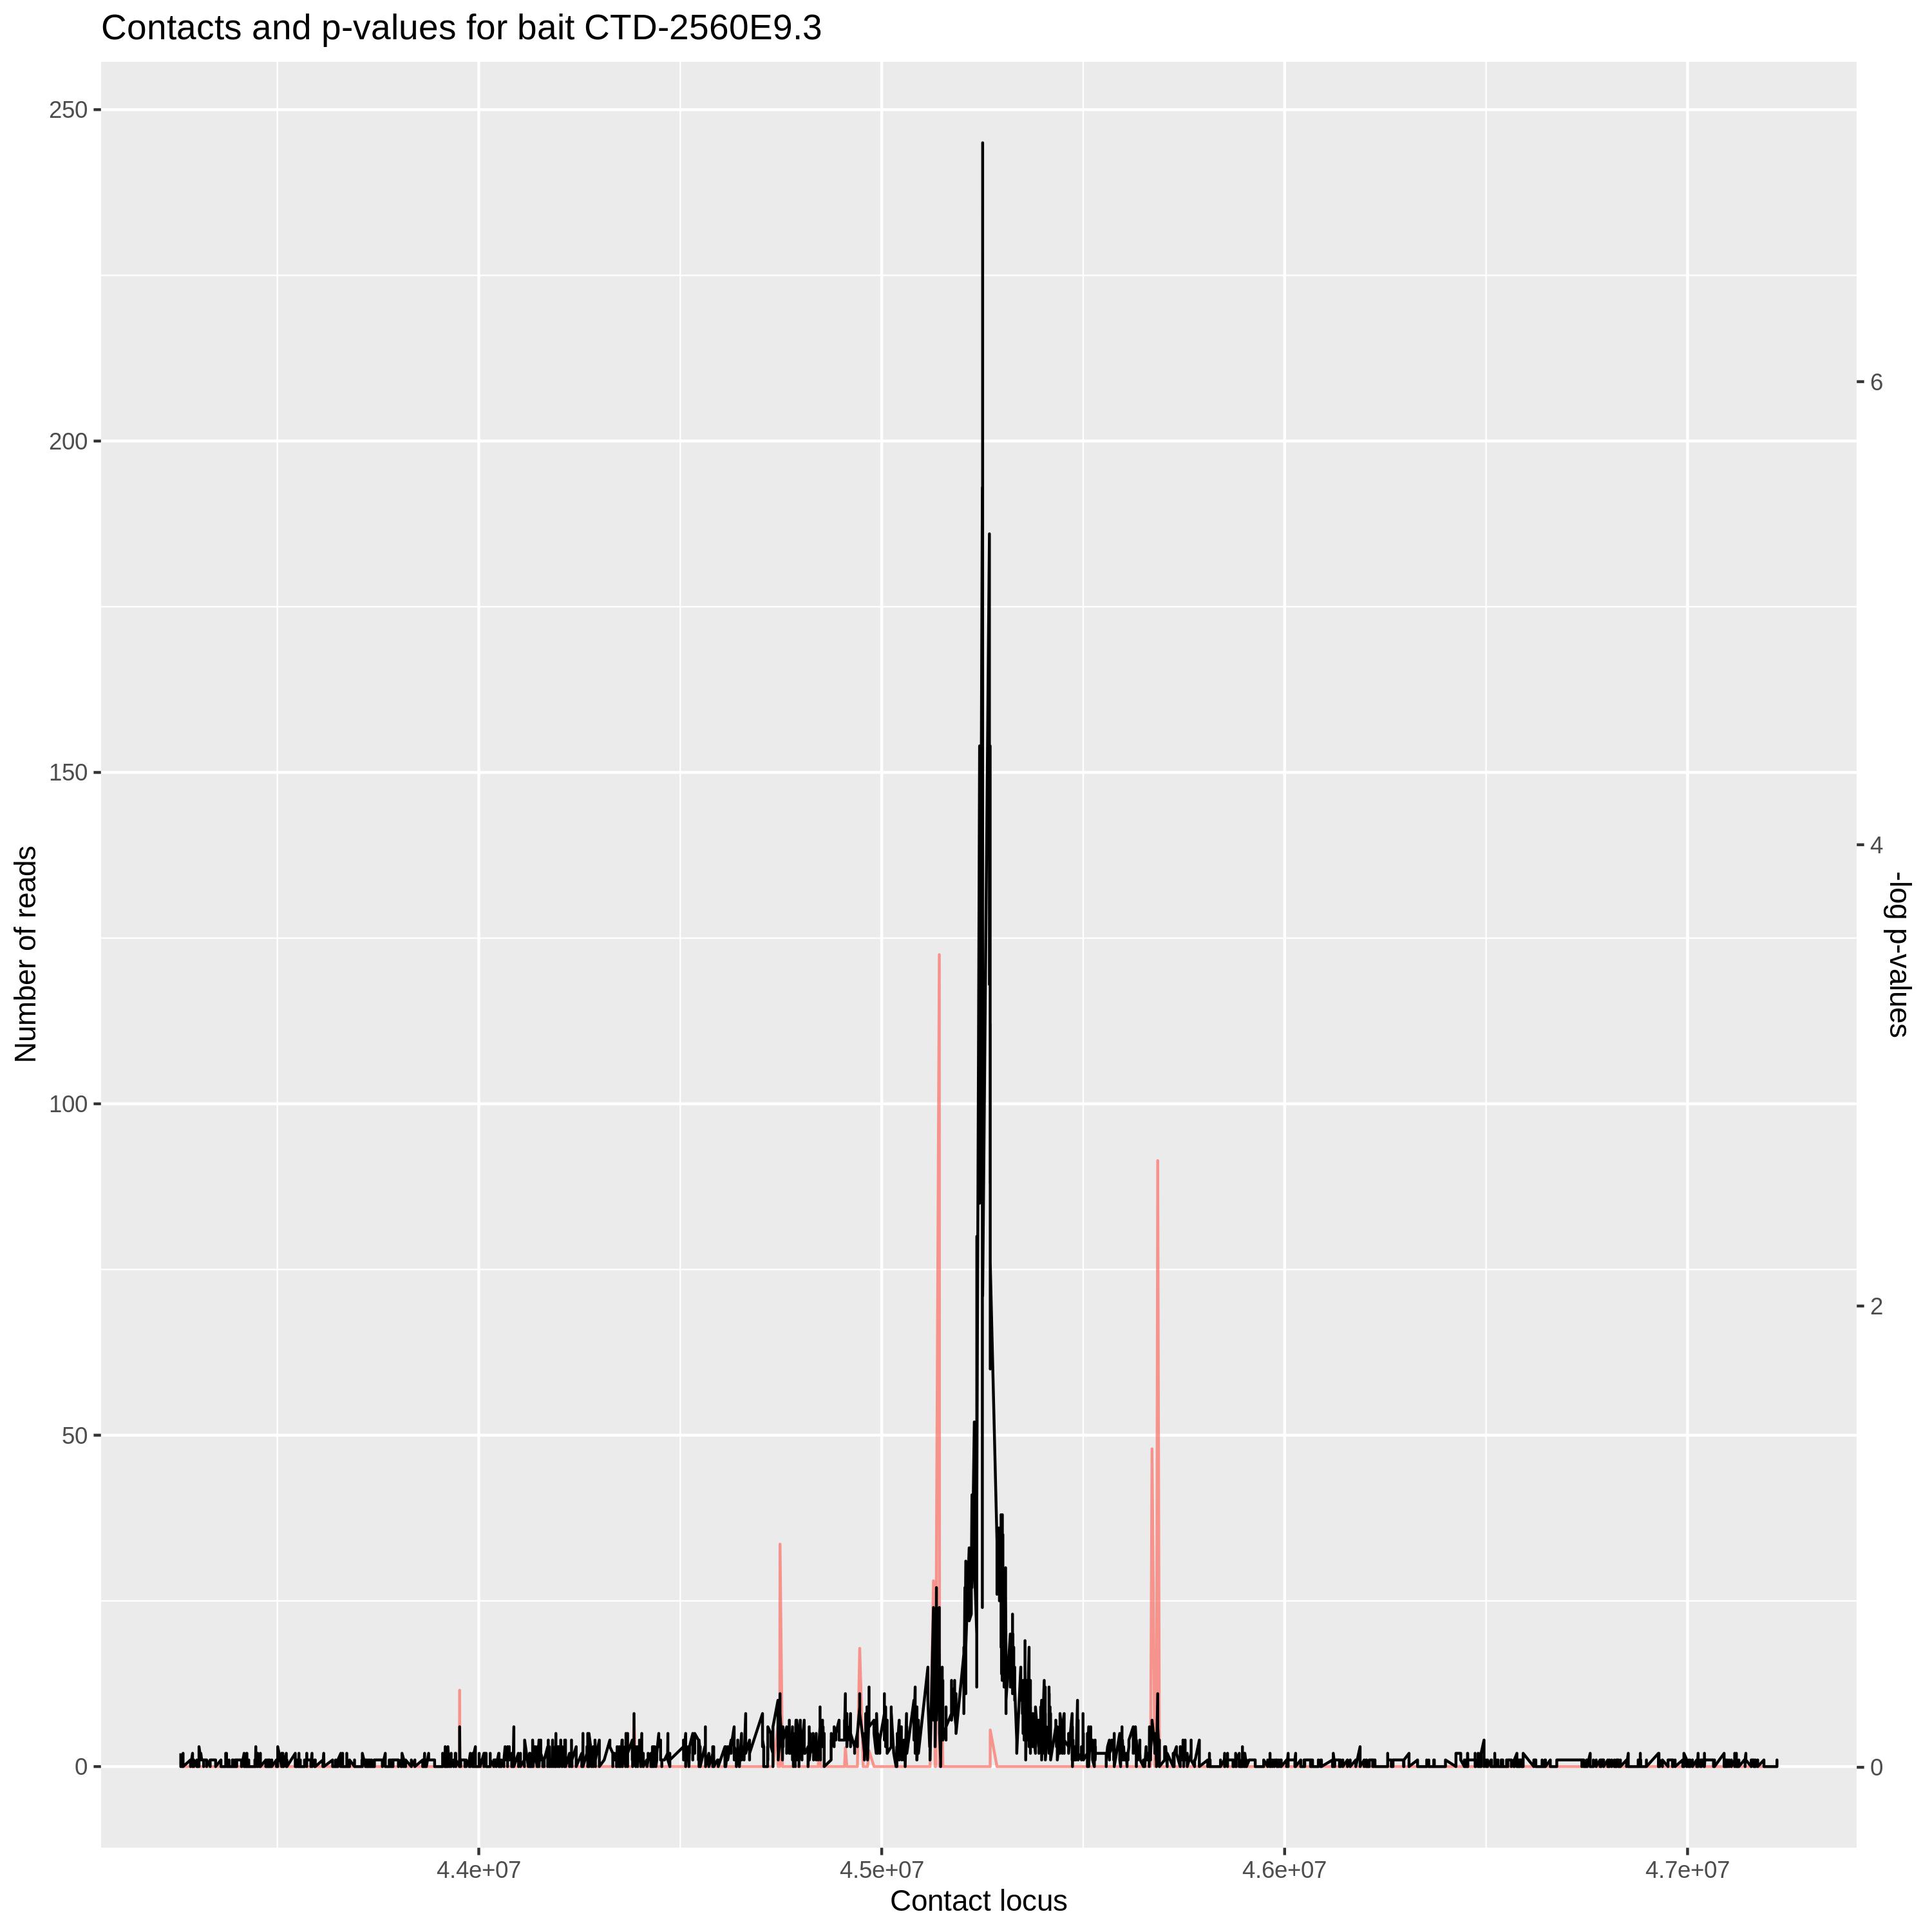 Contacts and p-values for bait CTD-2560E9.3
250
200
150
100
50
0
Number of reads
6
4
2
0
-log p-values
4.4e+07
4.5e+07
4.6e+07
4.7e+07
Contact locus